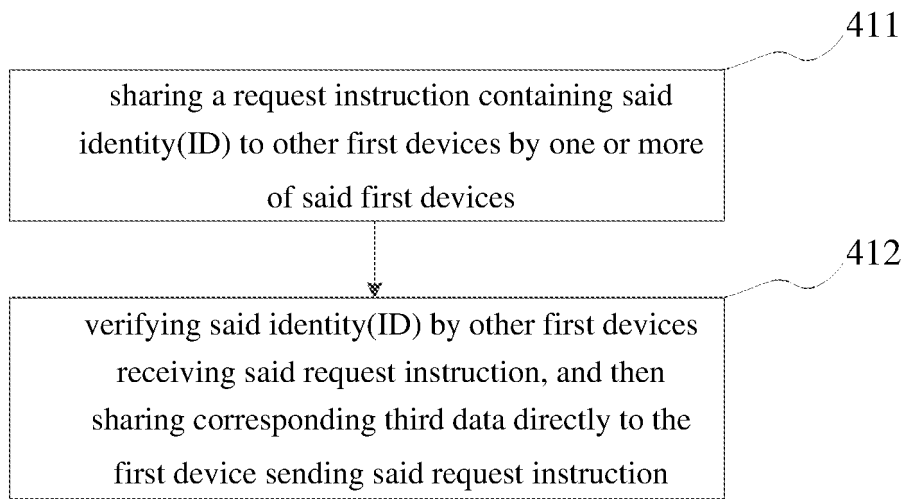 411
sharing a request instruction containing said
identity(ID) to other first devices by one or more
of said first devices
412
verifying said identity(ID) by other first devices
receiving said request instruction, and then
sharing corresponding third data directly to the
first device sending said request instruction